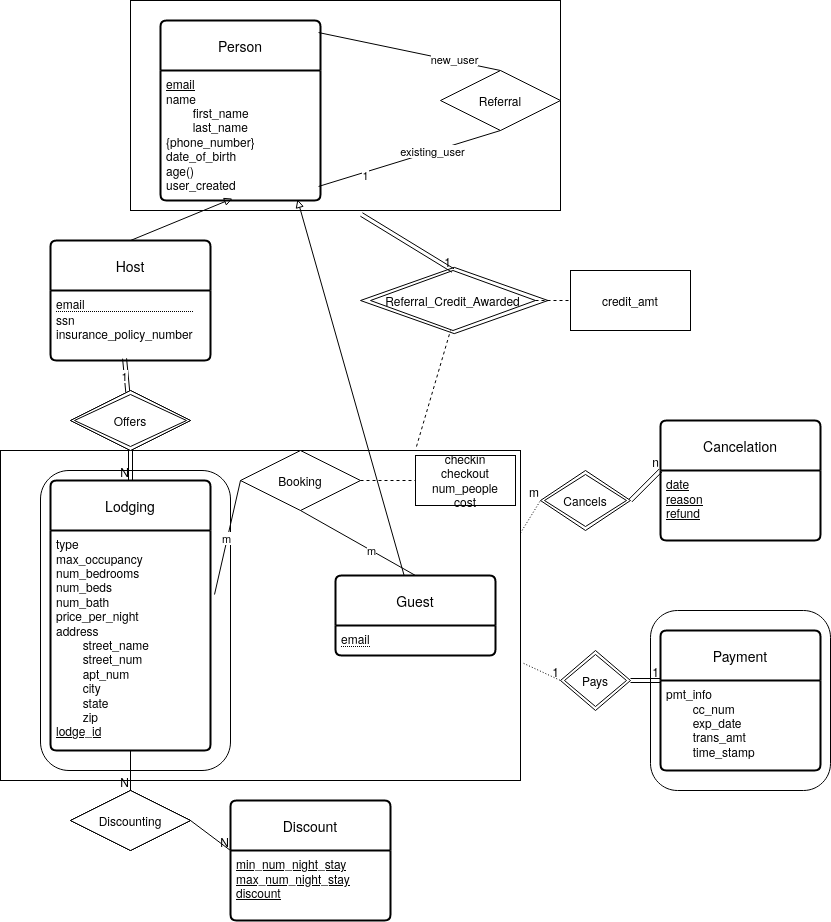 Person
email
name
first_name
last_name
{phone_number}
date_of_birth
age()
user_created
new_user
Referral
existing_user
1
Host
email
ssn
insurance_policy_number
1
Referral_Credit_Awarded
credit_amt
1
Offers
N
Lodging
type
max_occupancy
num_bedrooms
num_beds
num_bath
price_per_night
address
street_name
street_num
apt_num
city
state
zip
lodge_id
Booking
checkin
checkout
num_people
cost
m
m
Guest
email
m
Cancels
n
Cancelation
date
reason
refund
1
Pays
1
Payment
pmt_info
cc_num
exp_date
trans_amt
time_stamp
N
Discounting
N
Discount
min_num_night_stay
max_num_night_stay
discount